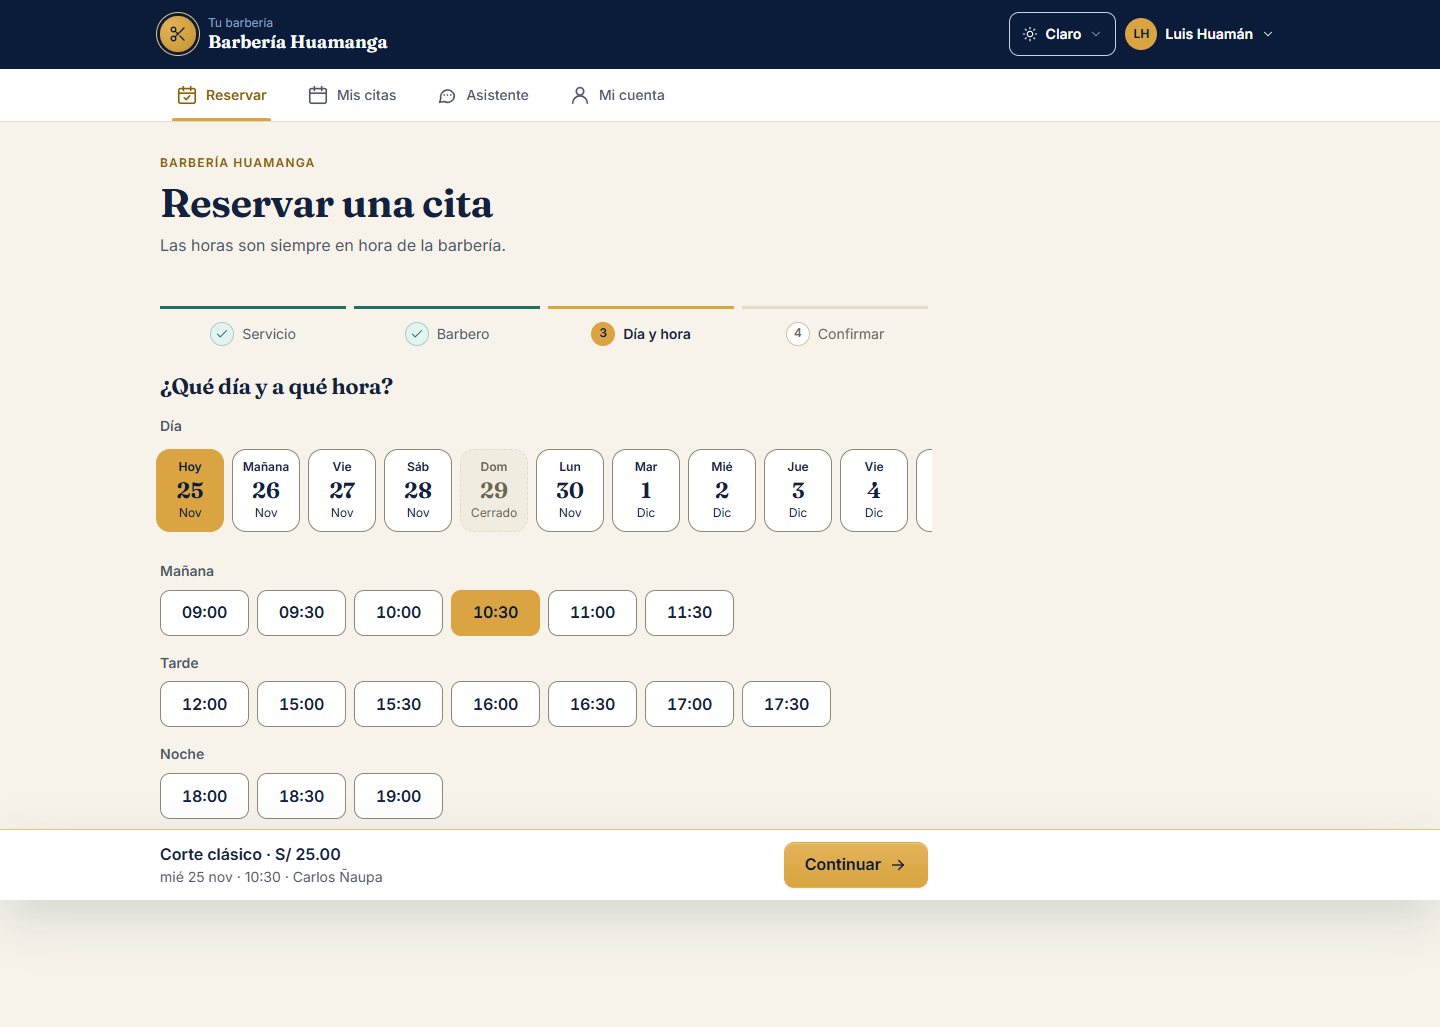 Tu barbería
Barbería Huamanga
Claro
LH
Luis Huamán
Reservar
Mis citas
Asistente
Mi cuenta
BARBERÍA HUAMANGA
Reservar una cita
Las horas son siempre en hora de la barbería.
Servicio
Barbero
3 Día y hora
4 Confirmar
¿Qué día y a qué hora?
Día
Hoy 25 Nov
Mañana 26 Nov
Vie 27 Nov
Sáb 28 Nov
Dom 29 Cerrado
Lun 30 Nov
Mar 1 Dic
Mié 2 Dic
Jue 3 Dic
Vie 4 Dic
Mañana
09:00 09:30 10:00 10:30 11:00 11:30
Tarde
12:00 15:00 15:30 16:00 16:30 17:00 17:30
Noche
18:00 18:30 19:00
Corte clásico · S/ 25.00
mié 25 nov · 10:30 · Carlos Ñaupa
Continuar